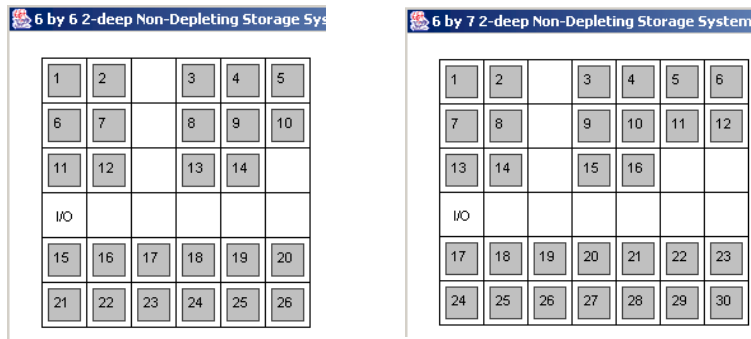 6 by 6 2-deep Non-Depleting Storage Sys
1 2 3 4 5
6 7 8 9 10
11 12 13 14
I/O
15 16 17 18 19 20
21 22 23 24 25 26
6 by 7 2-deep Non-Depleting Storage System
1 2 3 4 5 6
7 8 9 10 11 12
13 14 15 16
I/O
17 18 19 20 21 22 23
24 25 26 27 28 29 30